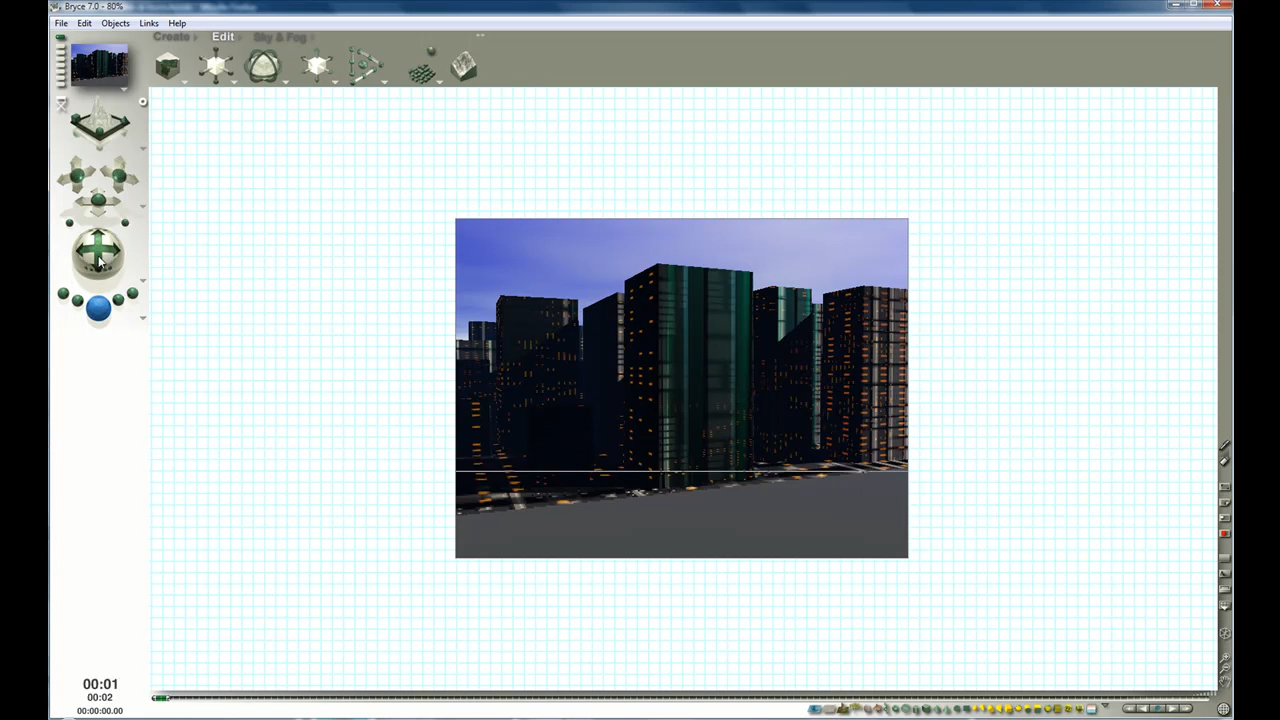 Bryce 7.0 - 80%
File Edit Objects Links Help
Create Edit Sky & Fog
00:01
00:02
00:00:00.00